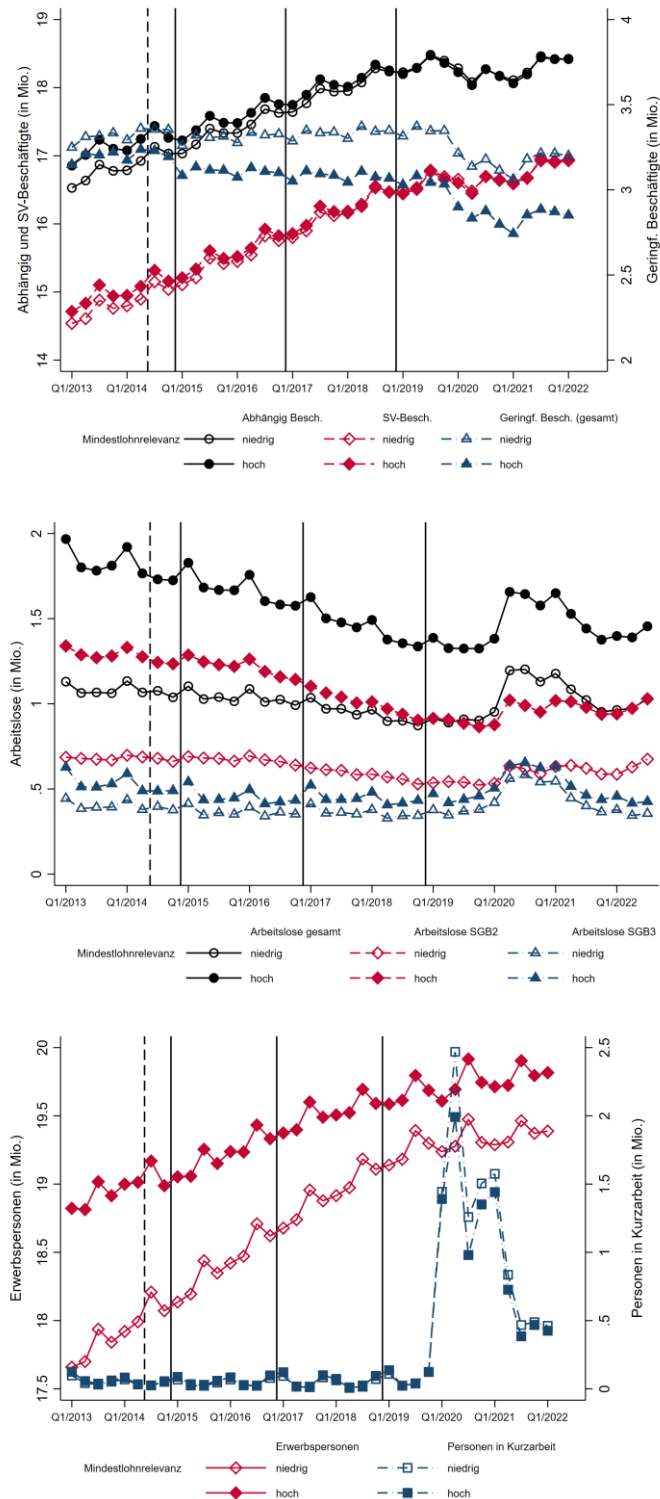 Abhängig und SV-Beschäftigte (in Mio.)
19
18
17
16
15
14
Geringf. Beschäftigte (in Mio.)
4
3.5
3
2.5
2
Q1/2013 Q1/2014 Q1/2015 Q1/2016 Q1/2017 Q1/2018 Q1/2019 Q1/2020 Q1/2021 Q1/2022
Abhängig Besch. SV-Besch. Geringf. Besch. (gesamt)
Mindestlohnrelevanz niedrig niedrig niedrig
hoch hoch hoch
Arbeitslose (in Mio.)
2
1.5
1
.5
0
Q1/2013 Q1/2014 Q1/2015 Q1/2016 Q1/2017 Q1/2018 Q1/2019 Q1/2020 Q1/2021 Q1/2022
Arbeitslose gesamt Arbeitslose SGB2 Arbeitslose SGB3
Mindestlohnrelevanz niedrig niedrig niedrig
hoch hoch hoch
Erwerbspersonen (in Mio.)
20
19.5
19
18.5
18
17.5
Personen in Kurzarbeit (in Mio.)
2.5
2
1.5
1
.5
0
Q1/2013 Q1/2014 Q1/2015 Q1/2016 Q1/2017 Q1/2018 Q1/2019 Q1/2020 Q1/2021 Q1/2022
Erwerbspersonen Personen in Kurzarbeit
Mindestlohnrelevanz niedrig niedrig
hoch hoch